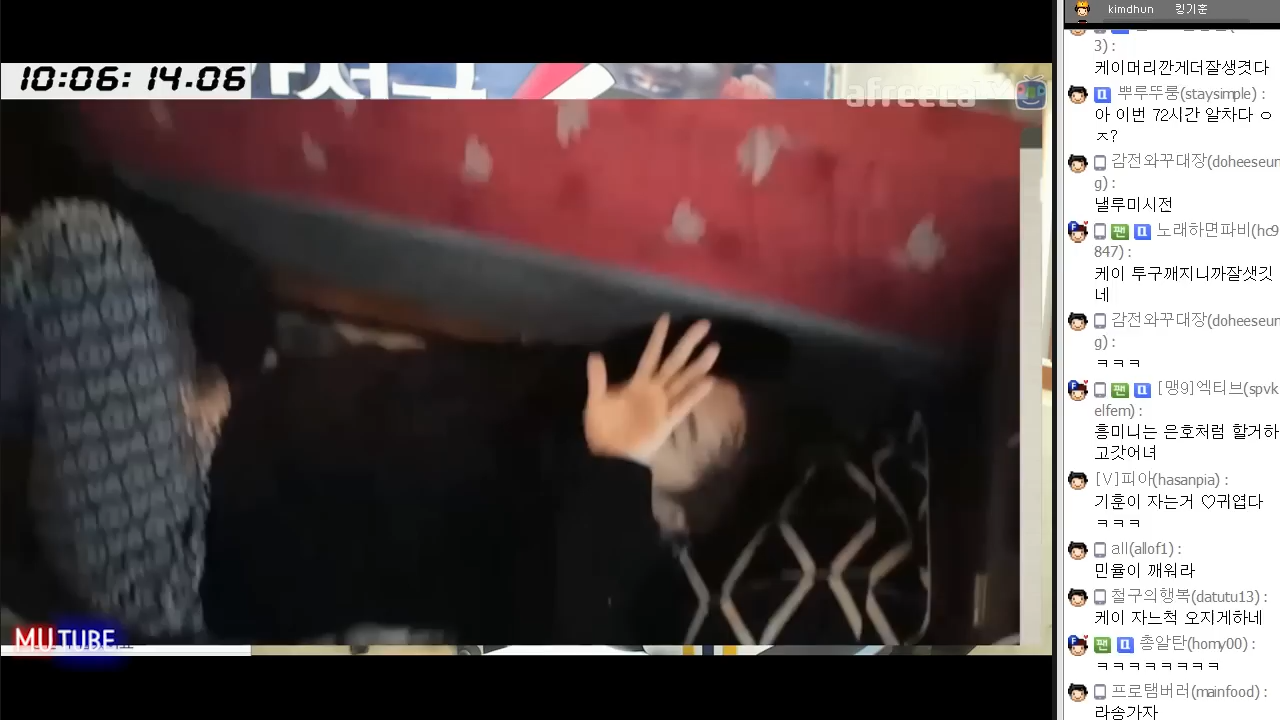 kimdhun 킹기훈
3) :
케이머리깐게더잘생겻다
뿌루뚜룽(staysimple) :
아 이번 72시간 알차다 ㅇ
ㅈ?
감전와꾸대장(doheeseun
g) :
낼루미시전
노래하면파비(hc9
847) :
케이 투구깨지니까잘샛깃
네
감전와꾸대장(doheeseun
g) :
ㅋㅋㅋ
[맹9]엑티브(spvk
elfem) :
흥미니는 은호처럼 할거하
고갓어녀
[V]피아(hasanpia) :
기훈이 자는거 ♡귀엽다
ㅋㅋㅋ
all(allof1) :
민율이 깨워라
철구의행복(datutu13) :
케이 자느척 오지게하네
총알탄(horny00) :
ㅋㅋㅋㅋㅋㅋㅋㅋ
프로탬버러(mainfood) :
라송가자
10:06: 14.06
afreecaTV
MUTUBE